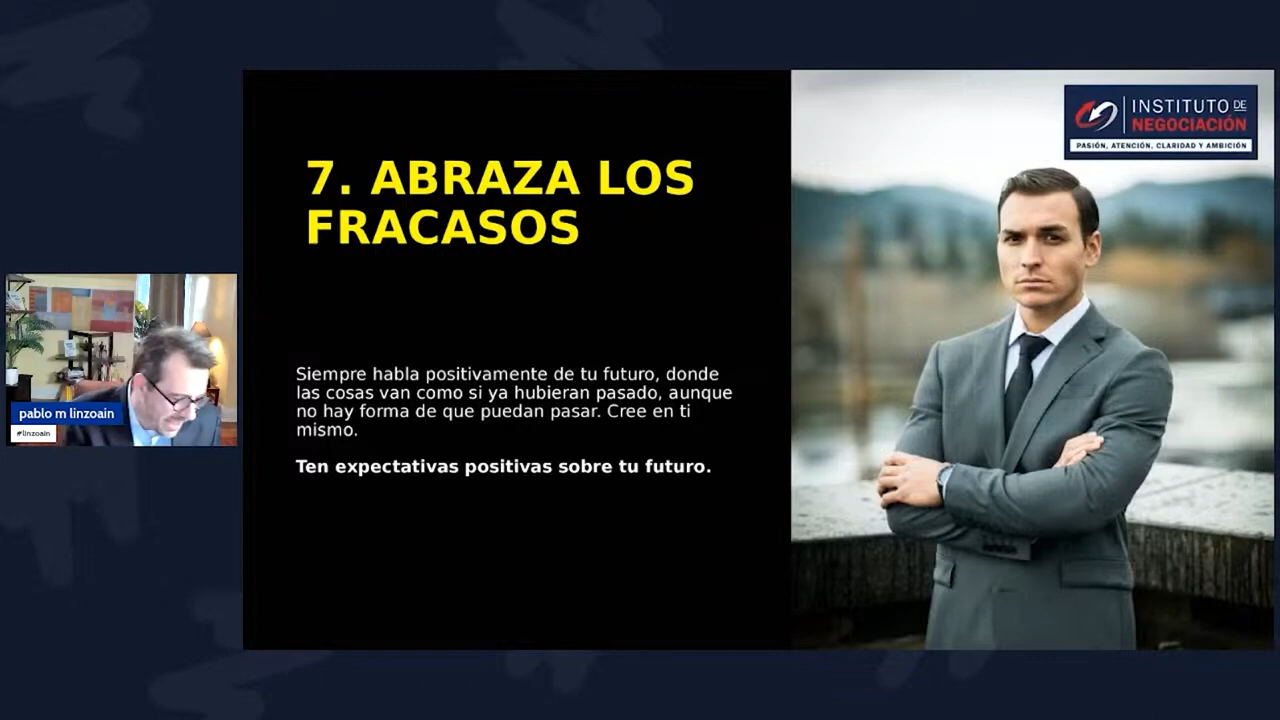 INSTITUTO DE
NEGOCIACIÓN
PASIÓN, ATENCIÓN, CLARIDAD Y AMBICIÓN
7. ABRAZA LOS
FRACASOS
Siempre habla positivamente de tu futuro, donde
las cosas van como si ya hubieran pasado, aunque
no hay forma de que puedan pasar. Cree en ti
mismo.
Ten expectativas positivas sobre tu futuro.
pablo m linzoain
#linzoain